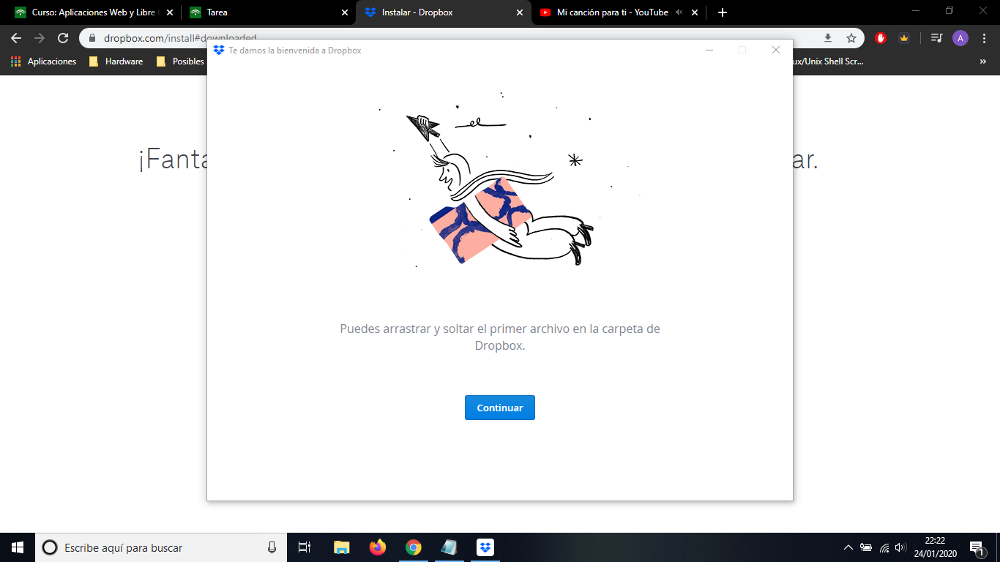 Curso: Aplicaciones Web y Libre
Tarea
Instalar - Dropbox
Mi canción para ti - YouTube
dropbox.com/install#downloaded
A
Aplicaciones
Hardware
Posibles
ux/Unix Shell Scr...
»
Te damos la bienvenida a Dropbox
¡Fanta
ar.
Puedes arrastrar y soltar el primer archivo en la carpeta de
Dropbox.
Continuar
Escribe aquí para buscar
22:22
24/01/2020
1